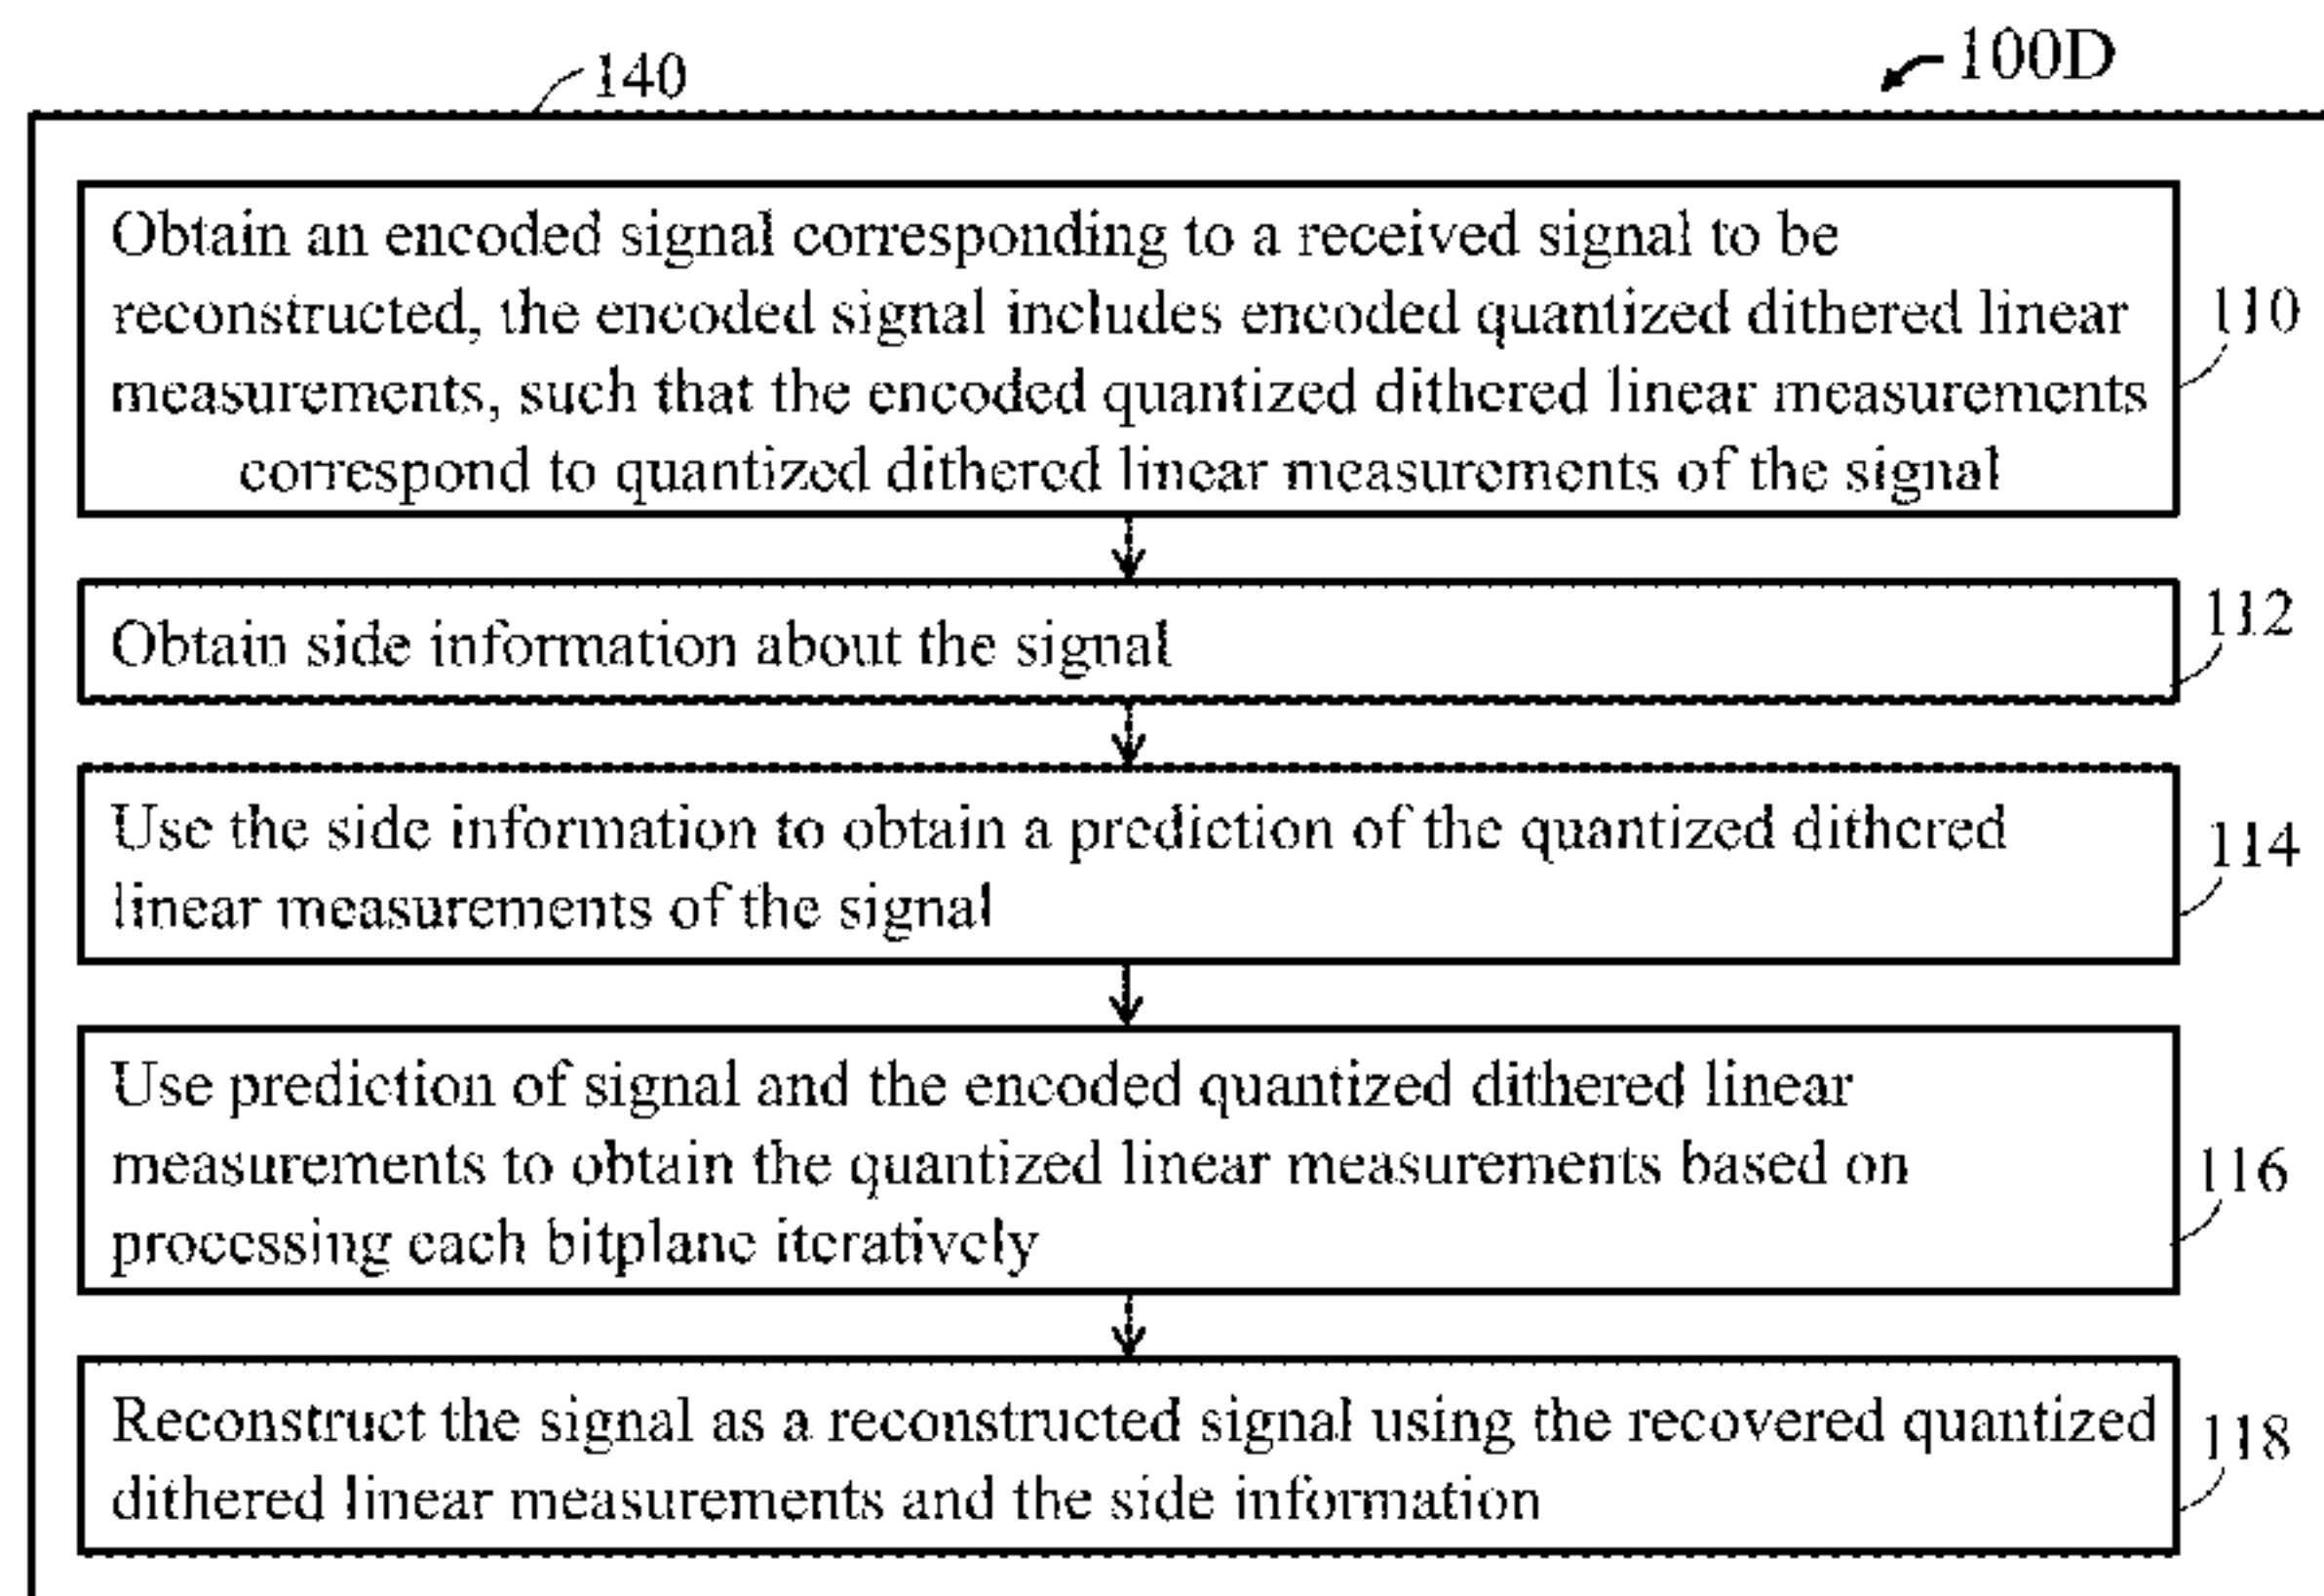 100D
140
Obtain an encoded signal corresponding to a received signal to be
reconstructed, the encoded signal includes encoded quantized dithered linear
measurements, such that the encoded quantized dithered linear measurements
correspond to quantized dithered linear measurements of the signal
110
Obtain side information about the signal
112
Use the side information to obtain a prediction of the quantized dithered
linear measurements of the signal
114
Use prediction of signal and the encoded quantized dithered linear
measurements to obtain the quantized linear measurements based on
processing each bitplane iteratively
116
Reconstruct the signal as a reconstructed signal using the recovered quantized
dithered linear measurements and the side information
118